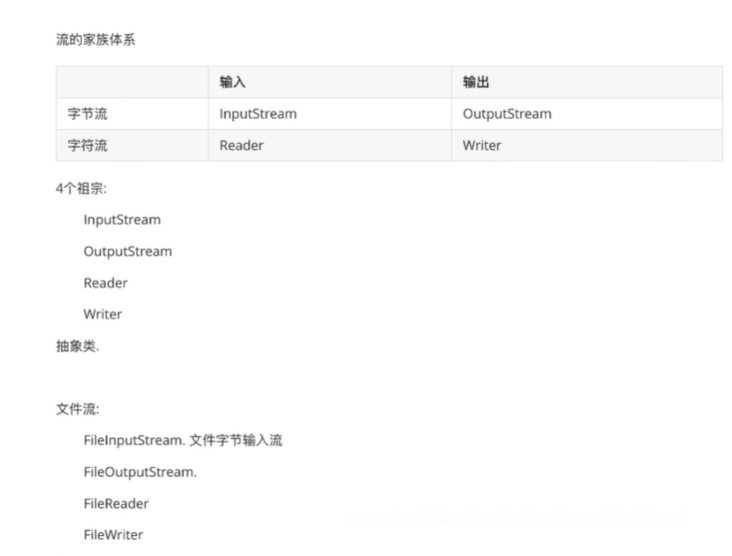 流的家族体系
输入 输出
字节流 InputStream OutputStream
字符流 Reader Writer
4个祖宗:
InputStream
OutputStream
Reader
Writer
抽象类.
文件流:
FileInputStream. 文件字节输入流
FileOutputStream.
FileReader
FileWriter